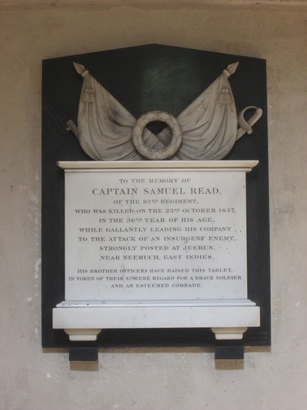 TO THE MEMORY OF
CAPTAIN SAMUEL READ,
OF THE 83RD REGIMENT,
WHO WAS KILLED ON THE 23RD OCTOBER 1857,
IN THE 36TH YEAR OF HIS AGE,
WHILE GALLANTLY LEADING HIS COMPANY
TO THE ATTACK OF AN INSURGENT ENEMY,
STRONGLY POSTED AT JEERUN,
NEAR NEEMUCH, EAST INDIES.
HIS BROTHER OFFICERS HAVE RAISED THIS TABLET,
IN TOKEN OF THEIR SINCERE REGARD FOR A BRAVE SOLDIER
AND AN ESTEEMED COMRADE.